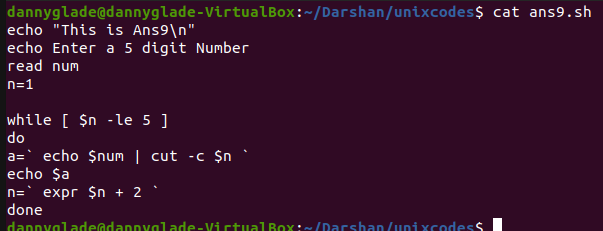 dannyglade@dannyglade-VirtualBox:~/Darshan/unixcodes$ cat ans9.sh
echo "This is Ans9\n"
echo Enter a 5 digit Number
read num
n=1

while [ $n -le 5 ]
do
a=` echo $num | cut -c $n `
echo $a
n=` expr $n + 2 `
done
dannyglade@dannyglade-VirtualBox:~/Darshan/unixcodes$